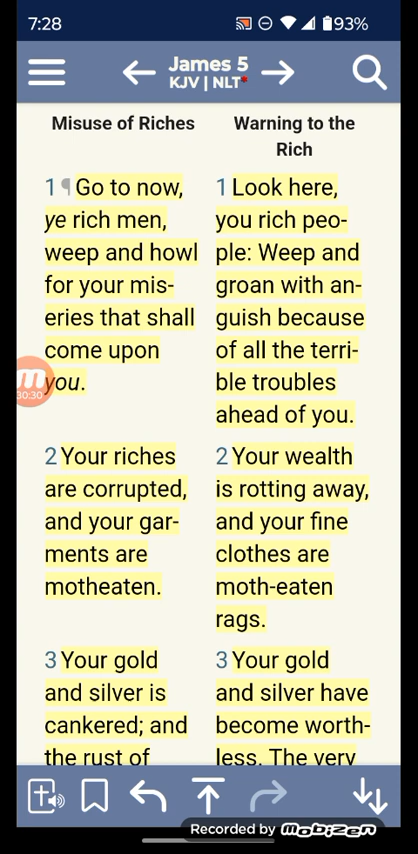 7:28
93%
James 5
KJV | NLT*
Misuse of Riches
1 ¶ Go to now,
ye rich men,
weep and howl
for your mis-
eries that shall
come upon
you.
2 Your riches
are corrupted,
and your gar-
ments are
motheaten.
3 Your gold
and silver is
cankered; and
the rust of
Warning to the
Rich
1 Look here,
you rich peo-
ple: Weep and
groan with an-
guish because
of all the terri-
ble troubles
ahead of you.
2 Your wealth
is rotting away,
and your fine
clothes are
moth-eaten
rags.
3 Your gold
and silver have
become worth-
less. The very
30:30
Recorded by mobizen